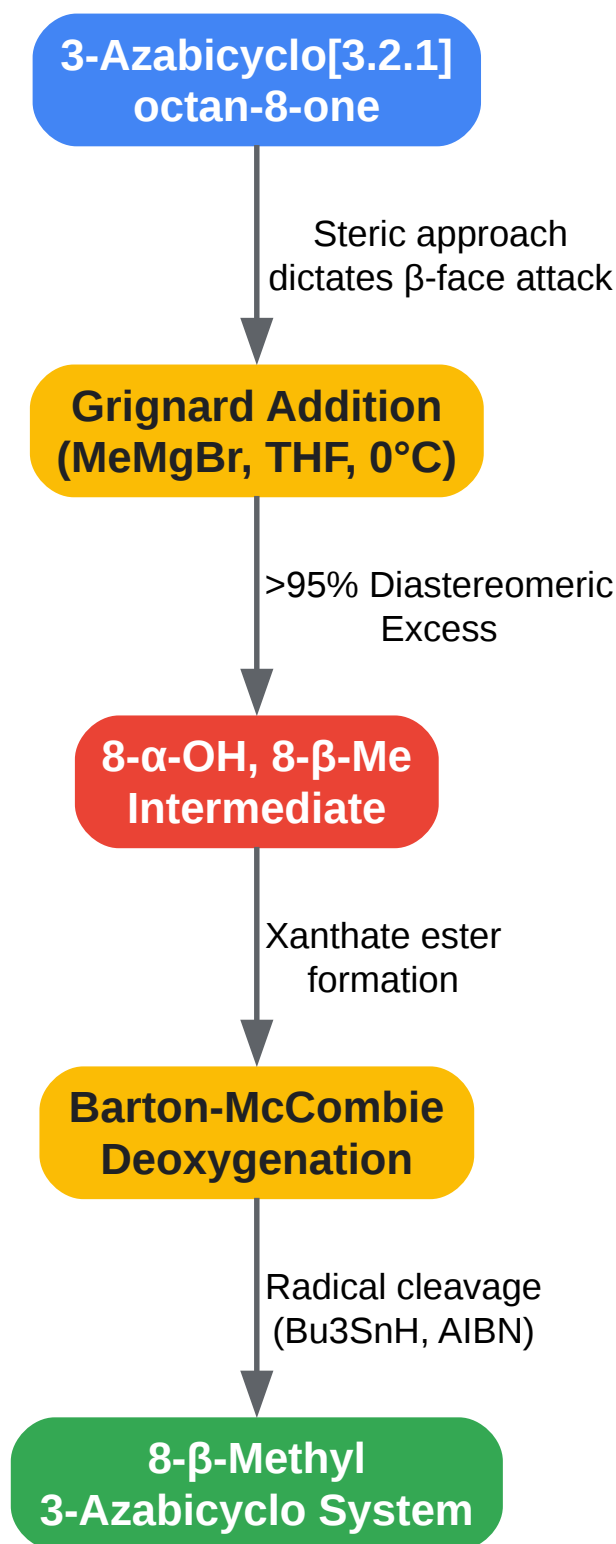 3-Azabicyclo[3.2.1]
octan-8-one
Steric approach
dictates β-face attack
Grignard Addition
(MeMgBr, THF, 0°C)
>95% Diastereomeric
Excess
8-α-OH, 8-β-Me
Intermediate
Xanthate ester
formation
Barton-McCombie
Deoxygenation
Radical cleavage
(Bu3SnH, AIBN)
8-β-Methyl
3-Azabicyclo System